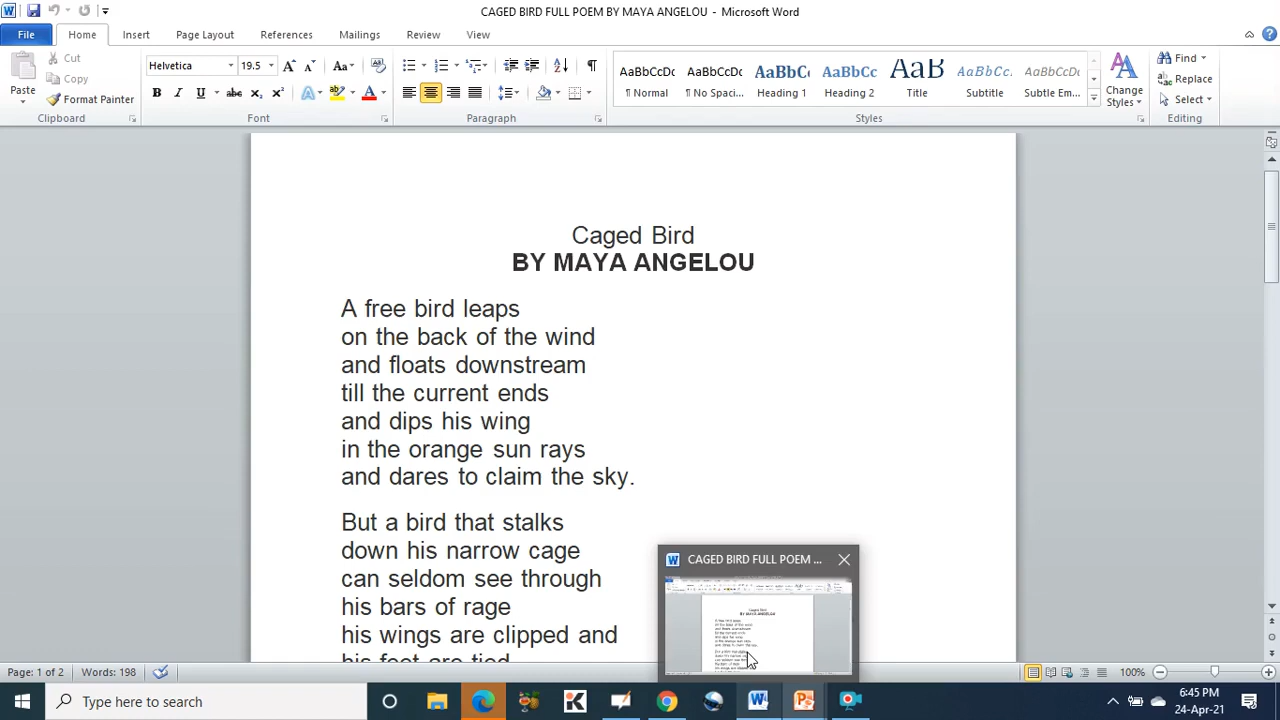 CAGED BIRD FULL POEM BY MAYA ANGELOU - Microsoft Word
File Home Insert Page Layout References Mailings Review View
Paste
Cut
Copy
Format Painter
Clipboard
Helvetica 19.5
Font
Paragraph
AaBbCcDc AaBbCcDc AaBbCc AaBbCc AaB AaBbCcL AaBbCcDc
¶ Normal ¶ No Spaci... Heading 1 Heading 2 Title Subtitle Subtle Em...
Change Styles
Styles
Find
Replace
Select
Editing
Caged Bird
BY MAYA ANGELOU
A free bird leaps
on the back of the wind
and floats downstream
till the current ends
and dips his wing
in the orange sun rays
and dares to claim the sky.
But a bird that stalks
down his narrow cage
can seldom see through
his bars of rage
his wings are clipped and
his feet are tied
CAGED BIRD FULL POEM ...
Page: 1 of 2 Words: 198 100%
Type here to search
6:45 PM
24-Apr-21